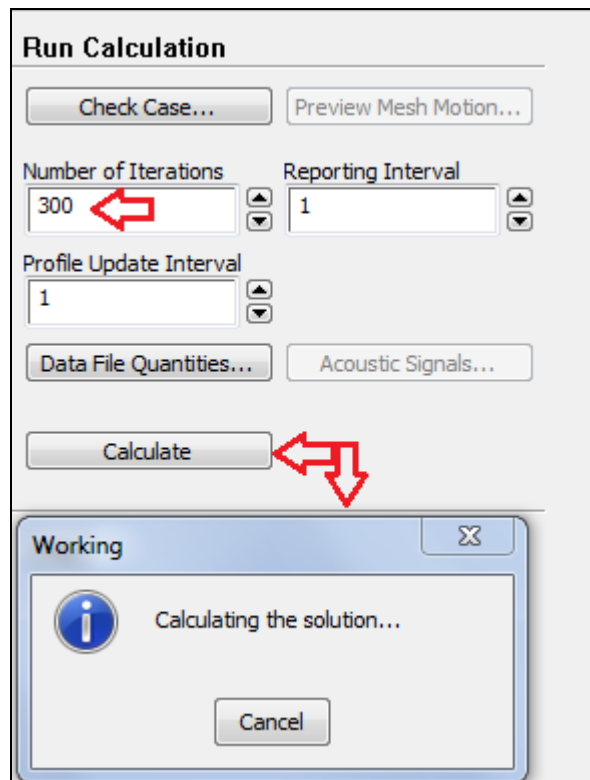 Run Calculation
Check Case... Preview Mesh Motion...
Number of Iterations Reporting Interval
300 1
Profile Update Interval
1
Data File Quantities... Acoustic Signals...
Calculate
Working
Calculating the solution...
Cancel